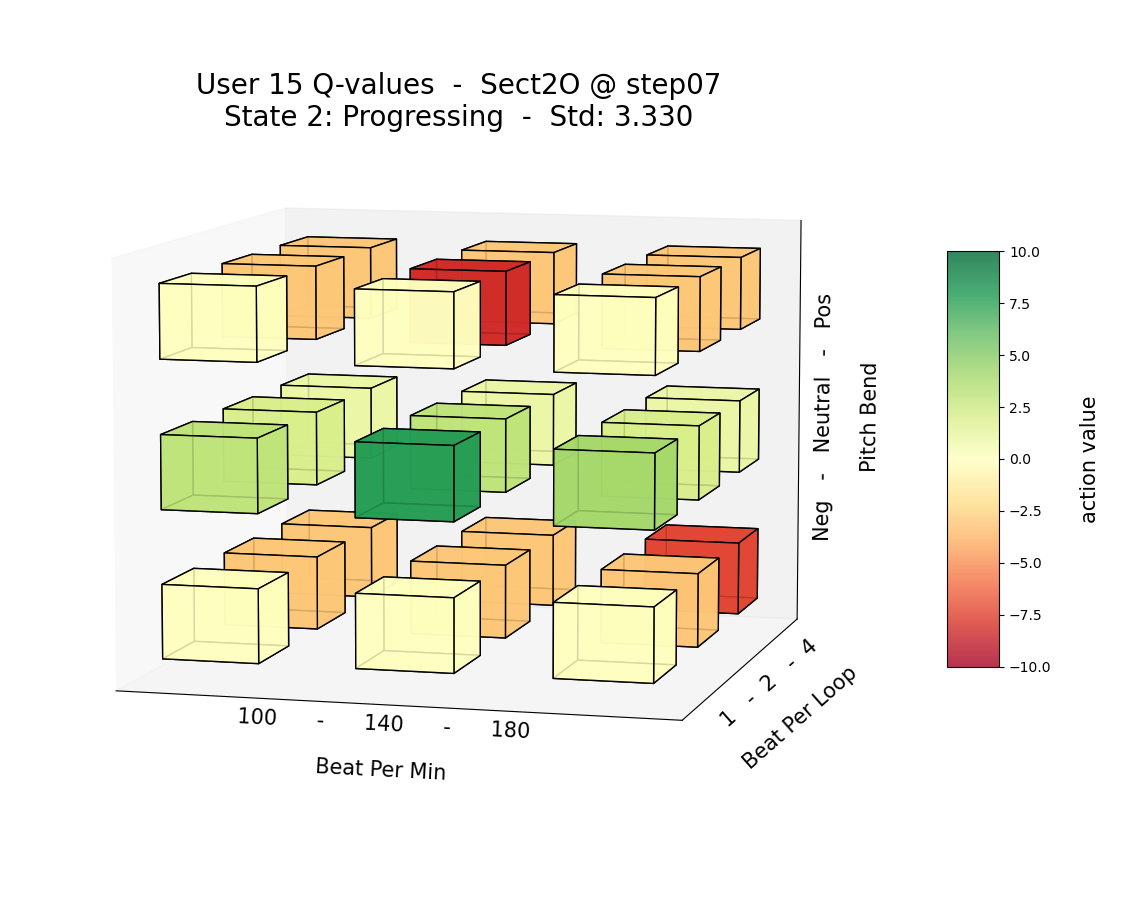 User 15 Q-values  -  Sect2O @ step07
State 2: Progressing  -  Std: 3.330
Neg   -   Neutral   -   Pos
Pitch Bend
100   -   140   -   180
Beat Per Min
1  -  2  -  4
Beat Per Loop
10.0
7.5
5.0
2.5
0.0
−2.5
−5.0
−7.5
−10.0
action value